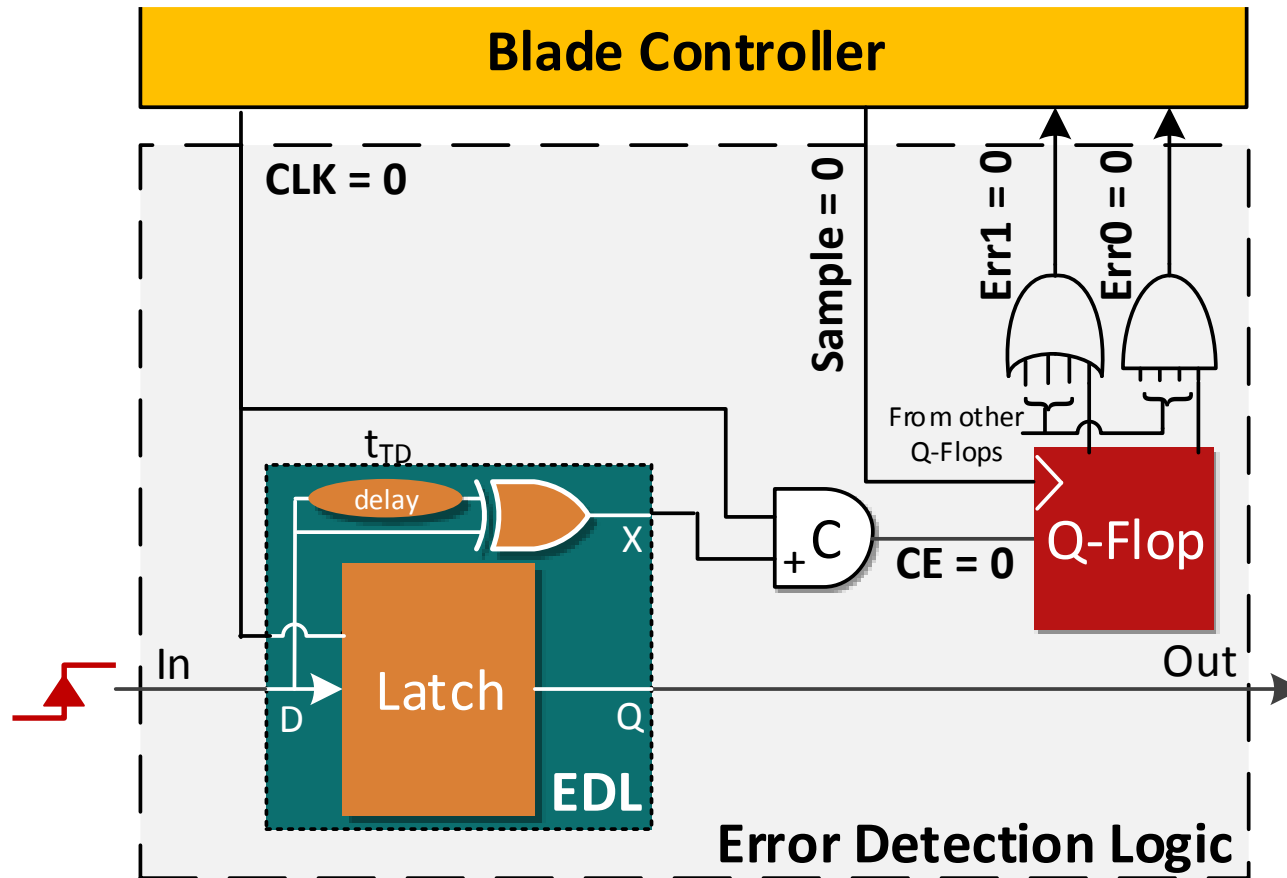 Blade Controller
CLK = 0
Sample = 0
Err1 = 0
Err0 = 0
From other
Q-Flops
tTD
delay
X
C
+
CE = 0
Q-Flop
In
Out
Latch
D
Q
EDL
Error Detection Logic